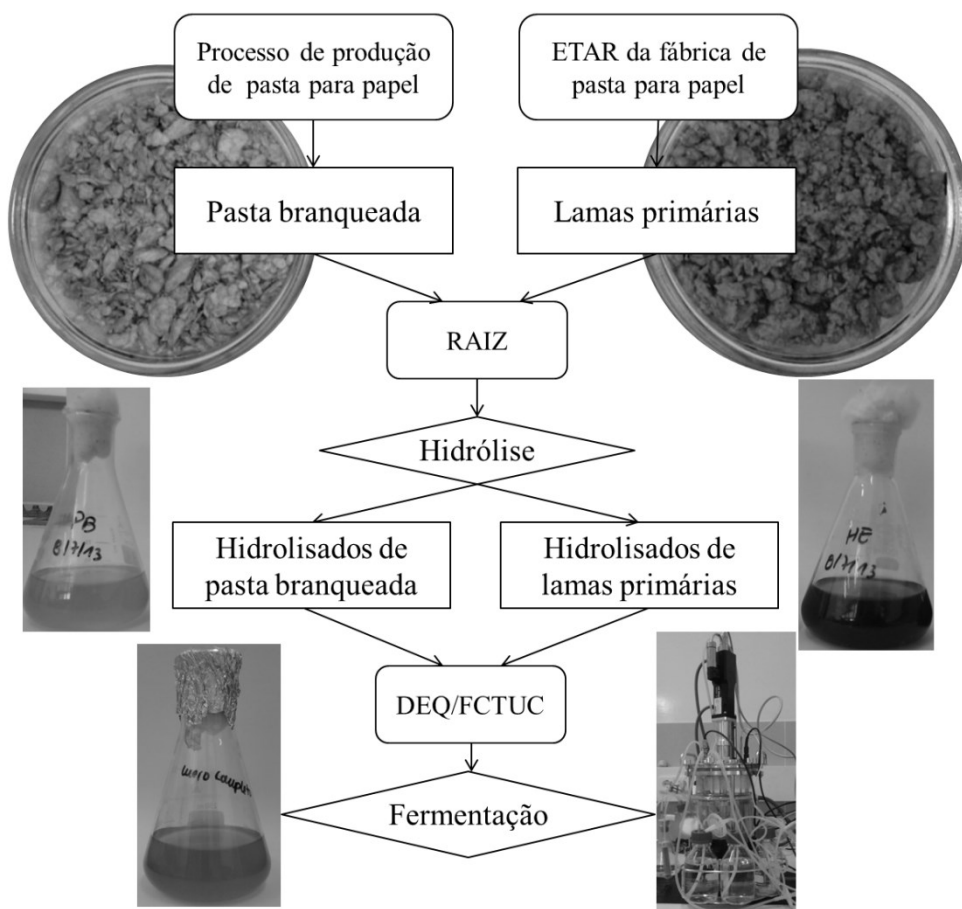 Processo de produção
de pasta para papel
ETAR da fábrica de
pasta para papel
Pasta branqueada
Lamas primárias
RAIZ
Hidrólise
PB
8/7/13
HE
8/7/13
Hidrolisados de
pasta branqueada
Hidrolisados de
lamas primárias
DEQ/FCTUC
Fermentação